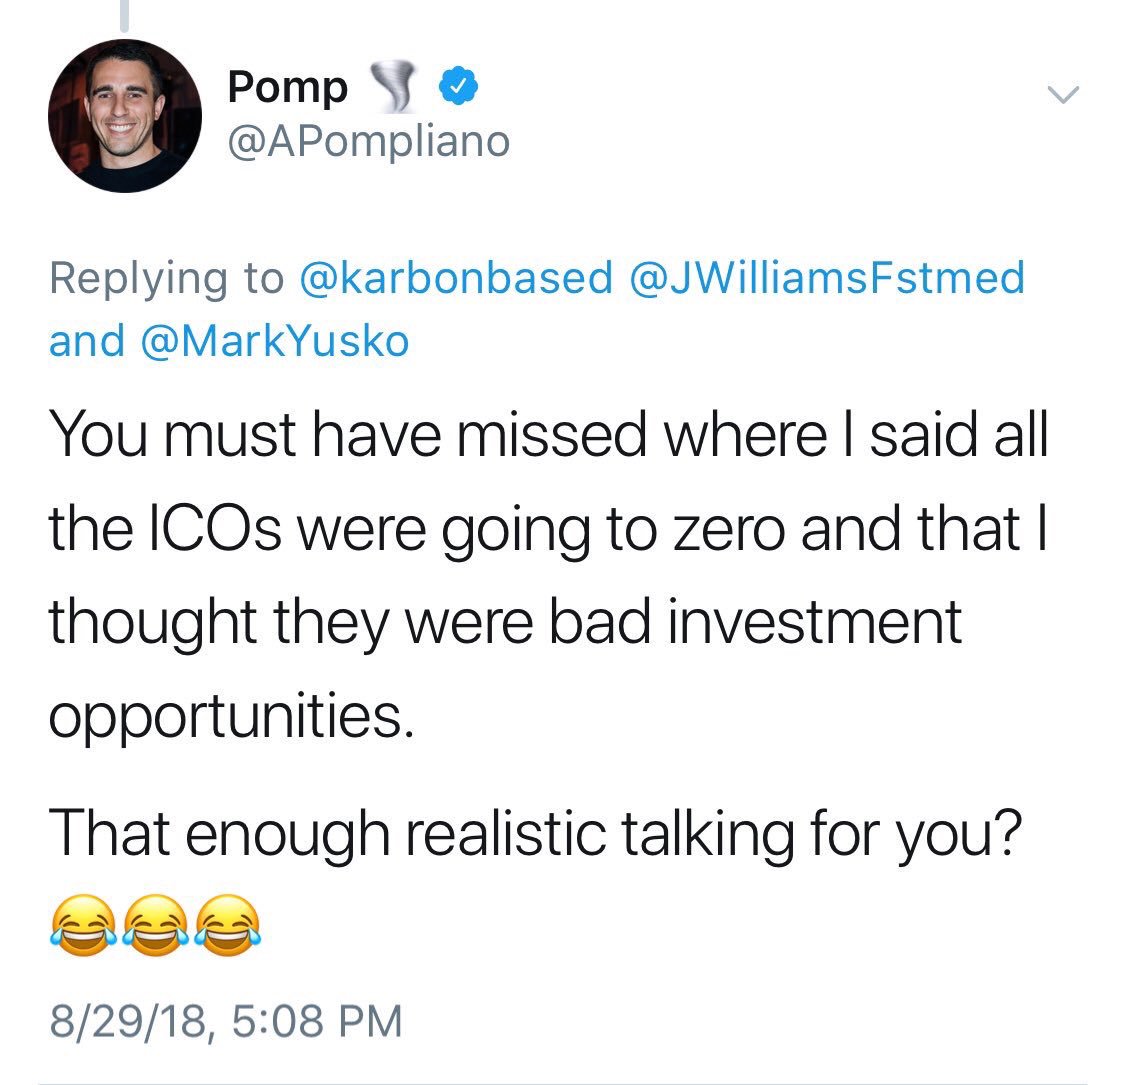 Pomp 🌪️
@APompliano
Replying to @karbonbased @JWilliamsFstmed
and @MarkYusko
You must have missed where I said all
the ICOs were going to zero and that I
thought they were bad investment
opportunities.
That enough realistic talking for you?
😂😂😂
8/29/18, 5:08 PM